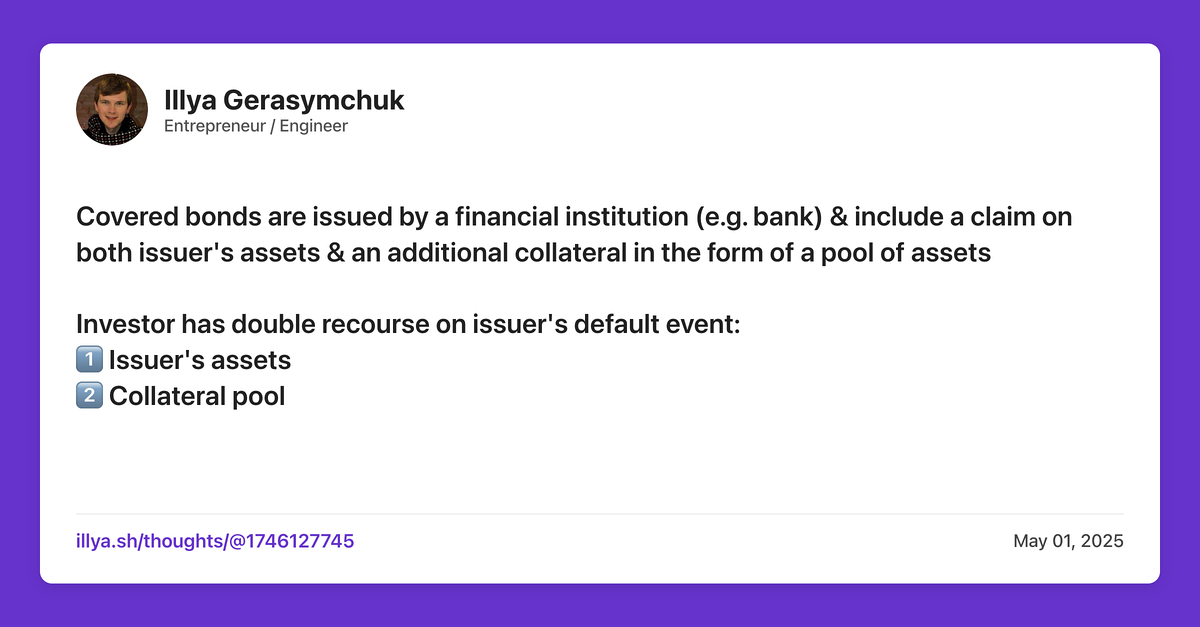 Illya Gerasymchuk
Entrepreneur / Engineer
Covered bonds are issued by a financial institution (e.g. bank) & include a claim on
both issuer's assets & an additional collateral in the form of a pool of assets
Investor has double recourse on issuer's default event:
1️⃣ Issuer's assets
2️⃣ Collateral pool
illya.sh/thoughts/@1746127745
May 01, 2025